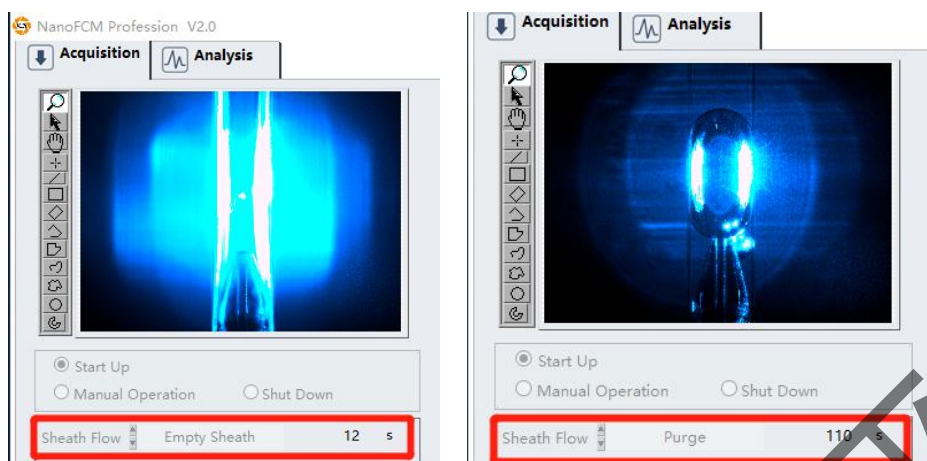 NanoFCM Profession V2.0
Acquisition
Analysis
Start Up
Manual Operation
Shut Down
Sheath Flow
Empty Sheath
12 s
Acquisition
Analysis
Start Up
Manual Operation
Shut Down
Sheath Flow
Purge
110 s